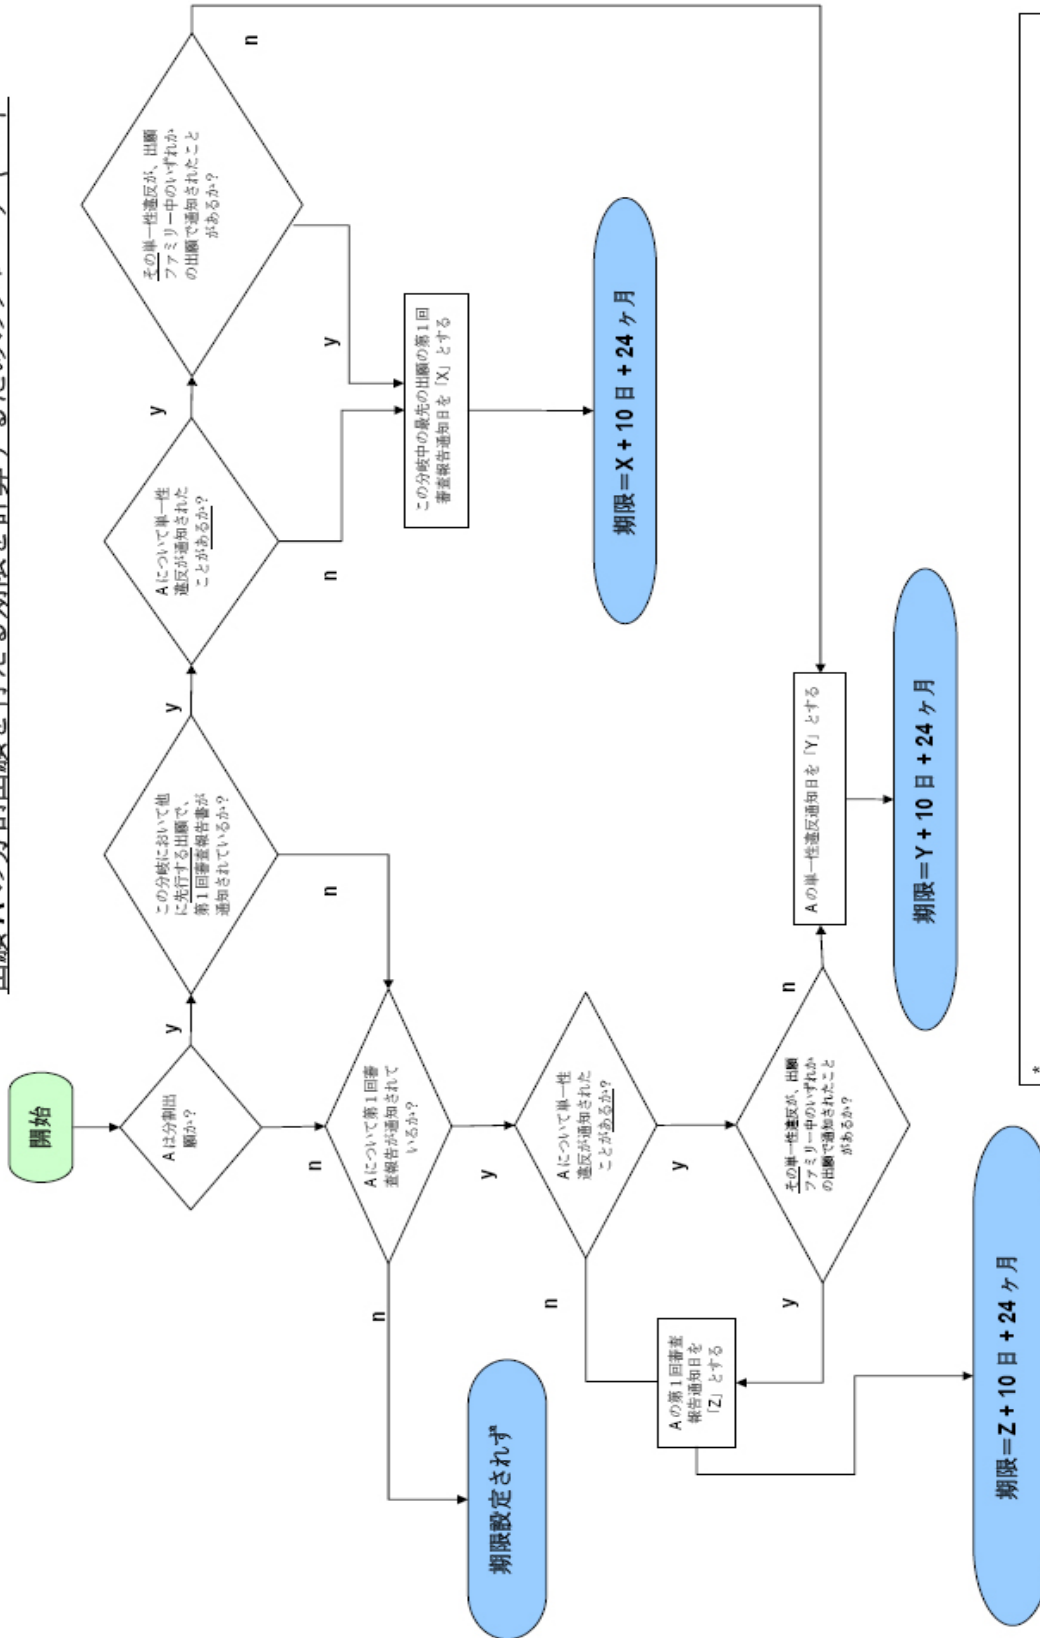 開始
Aは分割出
願か?
y
n
この分岐において他
に先行する出願で、
第1回審査報告書が
通知されているか?
y
n
Aについて単一性
違反が通知された
ことがあるか?
y
n
その単一性違反が、出願
ファミリー中のいずれか
の出願で通知されたこと
があるか?
y
n
この分岐中の最先の出願の第1回
審査報告通知日を「X」とする
期限=X + 10 日 + 24 ヶ月
Aについて第1回審
査報告が通知されて
いるか?
n
y
期限設定されず
Aについて単一性
違反が通知された
ことがあるか?
n
y
その単一性違反が、出願
ファミリー中のいずれか
の出願で通知されたこと
があるか?
y
n
Aの第1回審査
報告通知日を
「Z」とする
期限=Z + 10 日 + 24 ヶ月
Aの単一性違反通知日を「Y」とする
期限=Y + 10 日 + 24 ヶ月
*